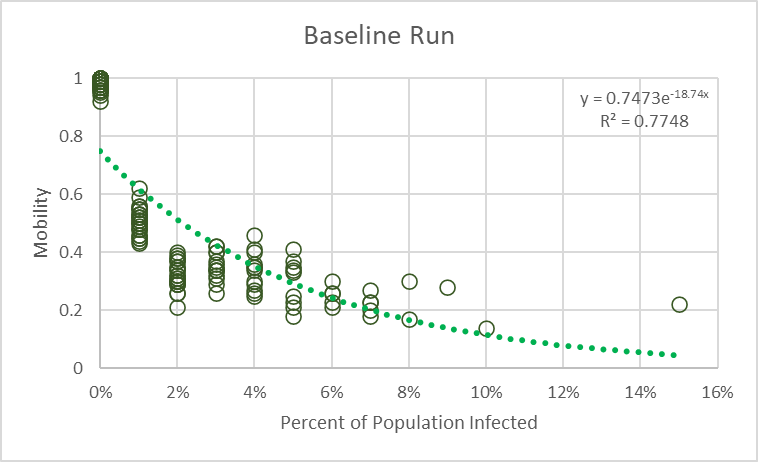 Baseline Run
y = 0.7473e^-18.74x
R² = 0.7748
1
0.8
0.6
0.4
0.2
0
Mobility
0% 2% 4% 6% 8% 10% 12% 14% 16%
Percent of Population Infected